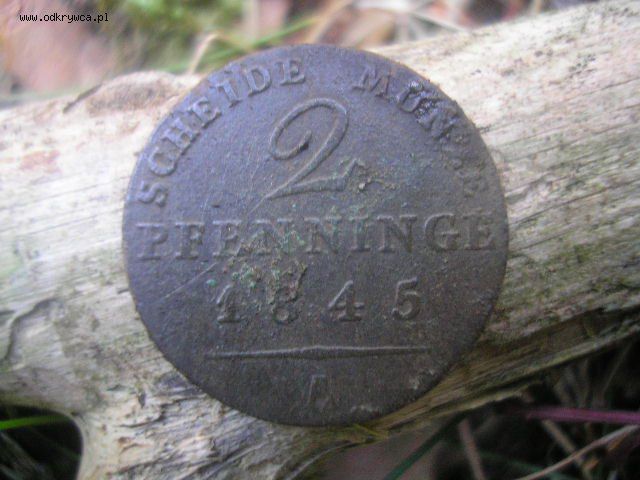 www.odkrywca.pl
SCHEIDE MÜNZE
2
PFENNINGE
1845
A